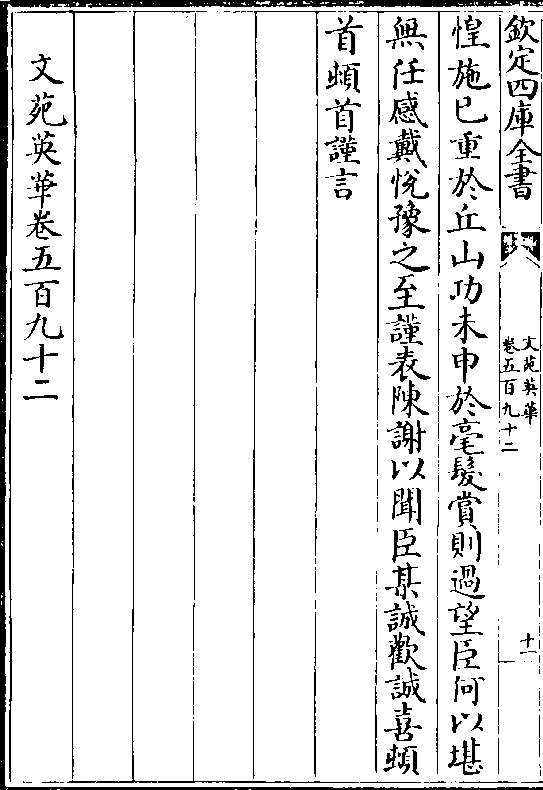 欽定四庫全書
文苑英華
卷五百九十二
十一
惶施已重於丘山功未申於毫髮賞則過望臣何以堪
無任感戴悅豫之至謹表陳謝以聞臣某誠歡誠喜頓
首頓首謹言
文苑英華卷五百九十二